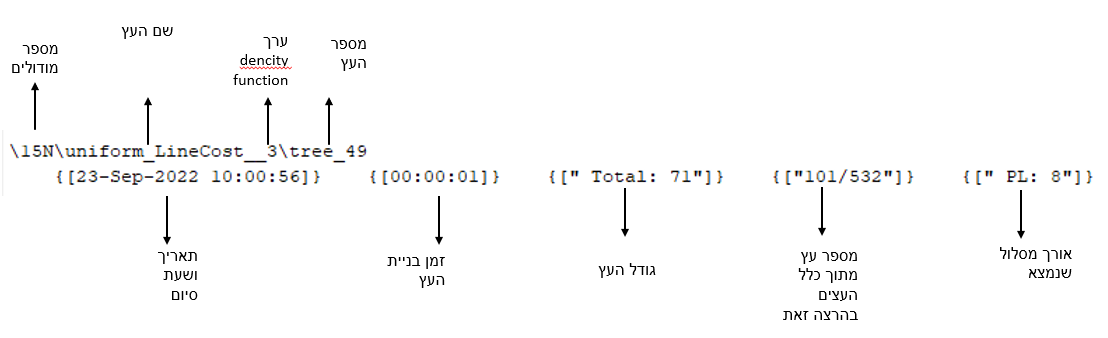 מספר
מודולים
שם העץ
ערך
dencity
function
מספר
העץ
\15N\uniform_LineCost__3\tree_49
{[23-Sep-2022 10:00:56]} {[00:00:01]} {[" Total: 71"]} {["101/532"]} {[" PL: 8"]}
תאריך
ושעת
סיום
זמן בניית
העץ
גודל העץ
מספר עץ
מתוך כלל
העצים
בהרצה זאת
אורך מסלול
שנמצא